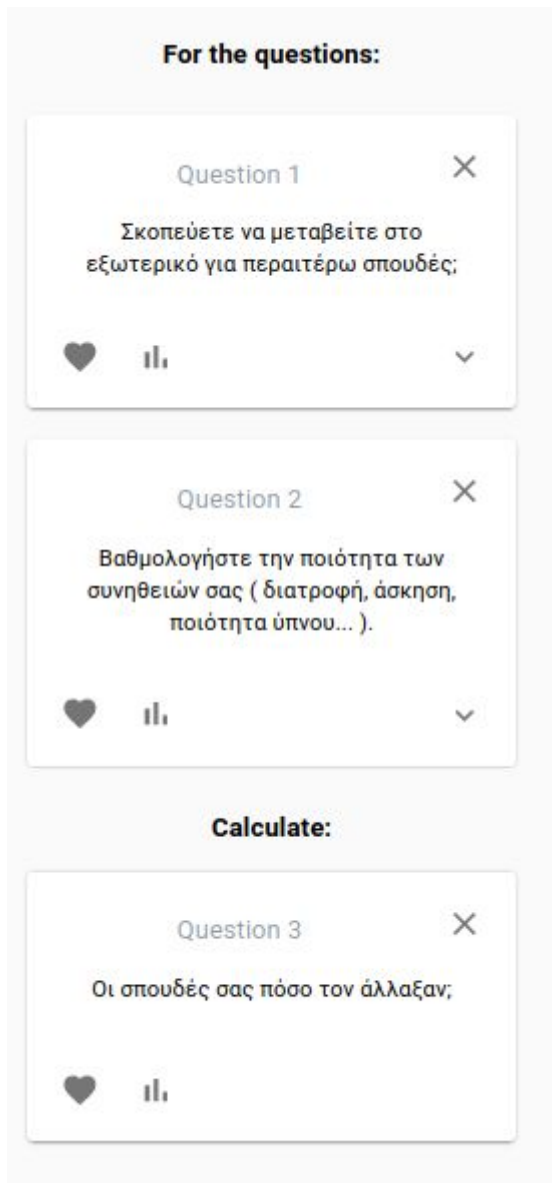 For the questions:
Question 1
Σκοπεύετε να μεταβείτε στο
εξωτερικό για περαιτέρω σπουδές;
Question 2
Βαθμολογήστε την ποιότητα των
συνηθειών σας ( διατροφή, άσκηση,
ποιότητα ύπνου... ).
Calculate:
Question 3
Οι σπουδές σας πόσο τον άλλαξαν;